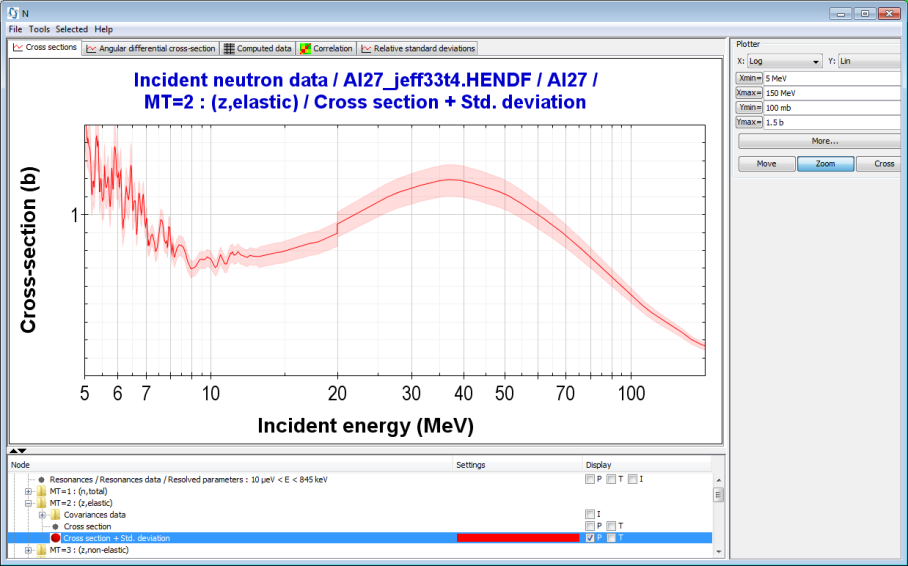 N
File Tools Selected Help
Cross sections Angular differential cross-section Computed data Correlation Relative standard deviations
Incident neutron data / Al27_jeff33t4.HENDF / Al27 /
MT=2 : (z,elastic) / Cross section + Std. deviation
Cross-section (b)
1
5 6 7 10 20 30 40 50 70 100
Incident energy (MeV)
Plotter
X: Log Y: Lin
Xmin= 5 MeV
Xmax= 150 MeV
Ymin= 100 mb
Ymax= 1.5 b
More...
Move Zoom Cross
Node Settings Display
Resonances / Resonances data / Resolved parameters : 10 µeV < E < 845 keV P T I
MT=1 : (n,total)
MT=2 : (z,elastic)
Covariances data I
Cross section P T
Cross section + Std. deviation P T
MT=3 : (z,non-elastic)